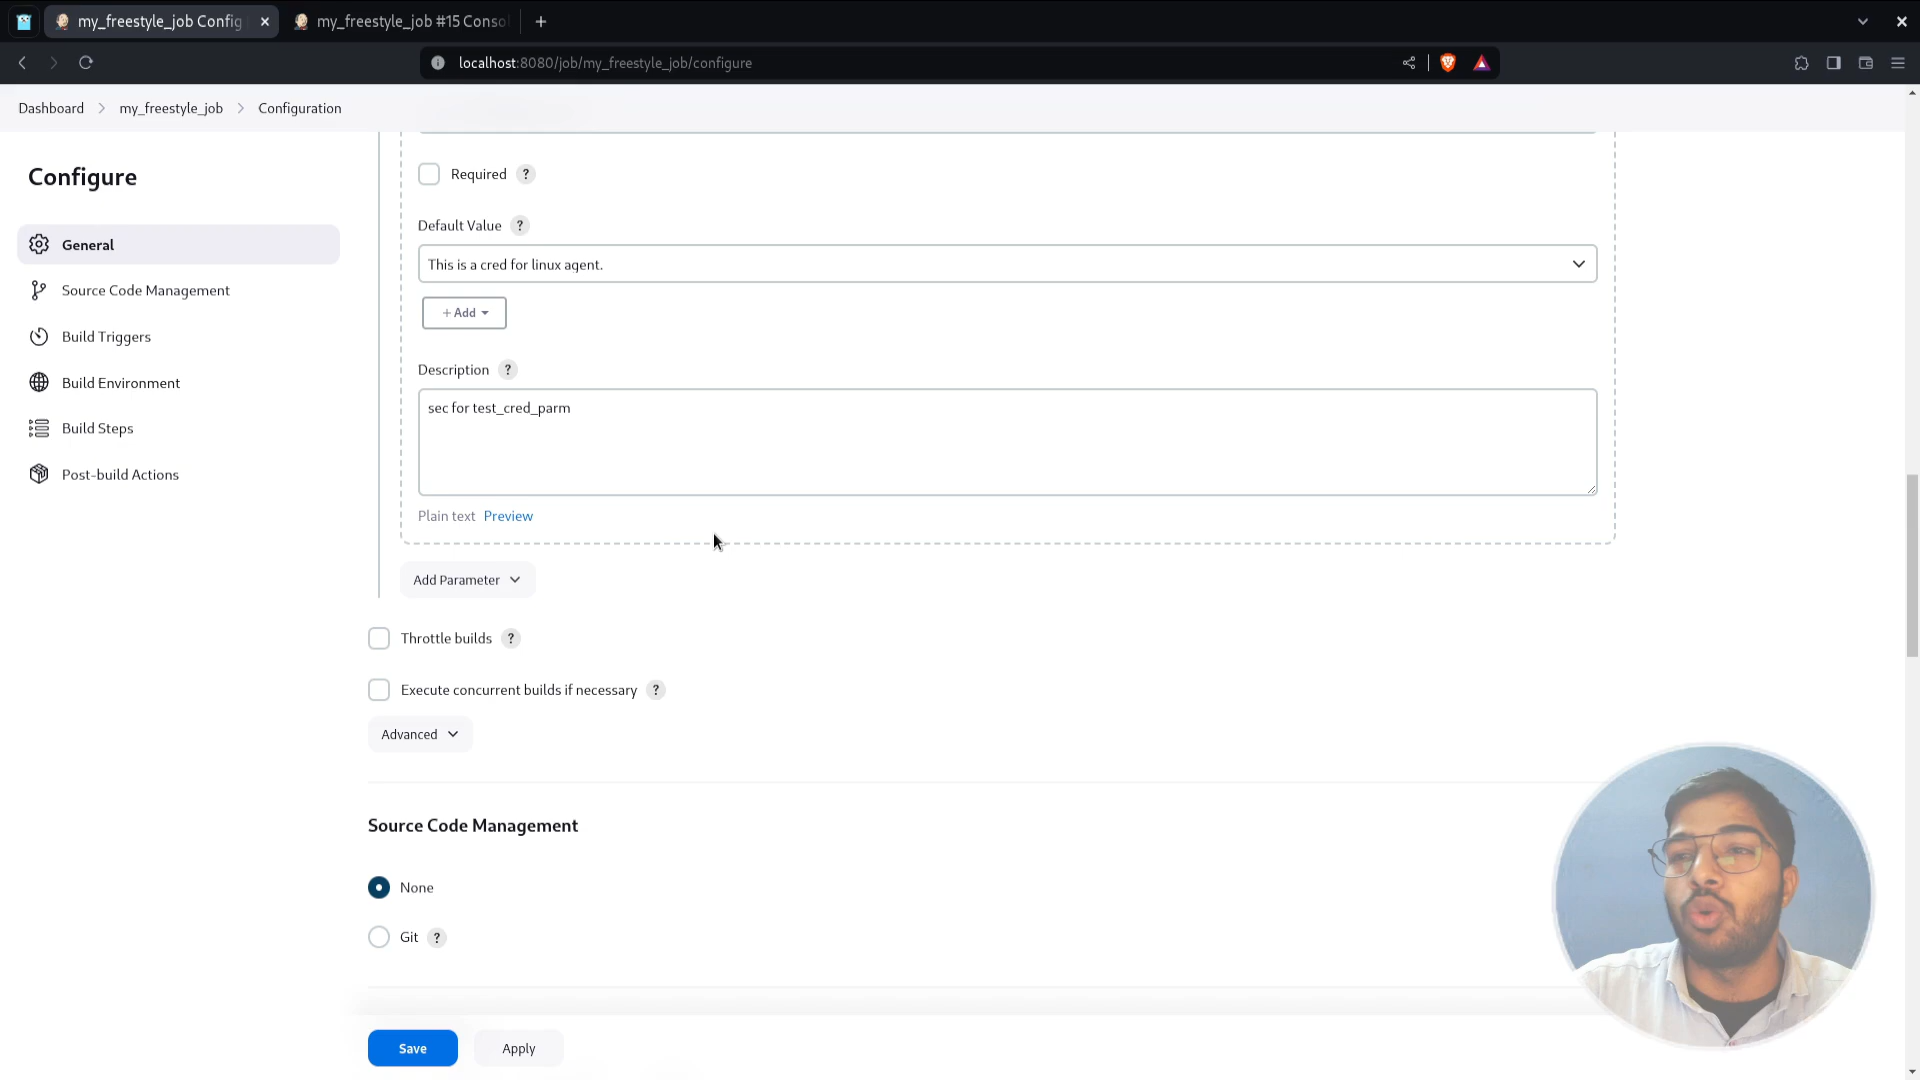 my_freestyle_job Config
my_freestyle_job #15 Conso
localhost:8080/job/my_freestyle_job/configure
Dashboard
my_freestyle_job
Configuration
Configure
General
Source Code Management
Build Triggers
Build Environment
Build Steps
Post-build Actions
Required ?
Default Value ?
This is a cred for linux agent.
+ Add
Description ?
sec for test_cred_parm
Plain text Preview
Add Parameter
Throttle builds ?
Execute concurrent builds if necessary ?
Advanced
Source Code Management
None
Git ?
Save
Apply